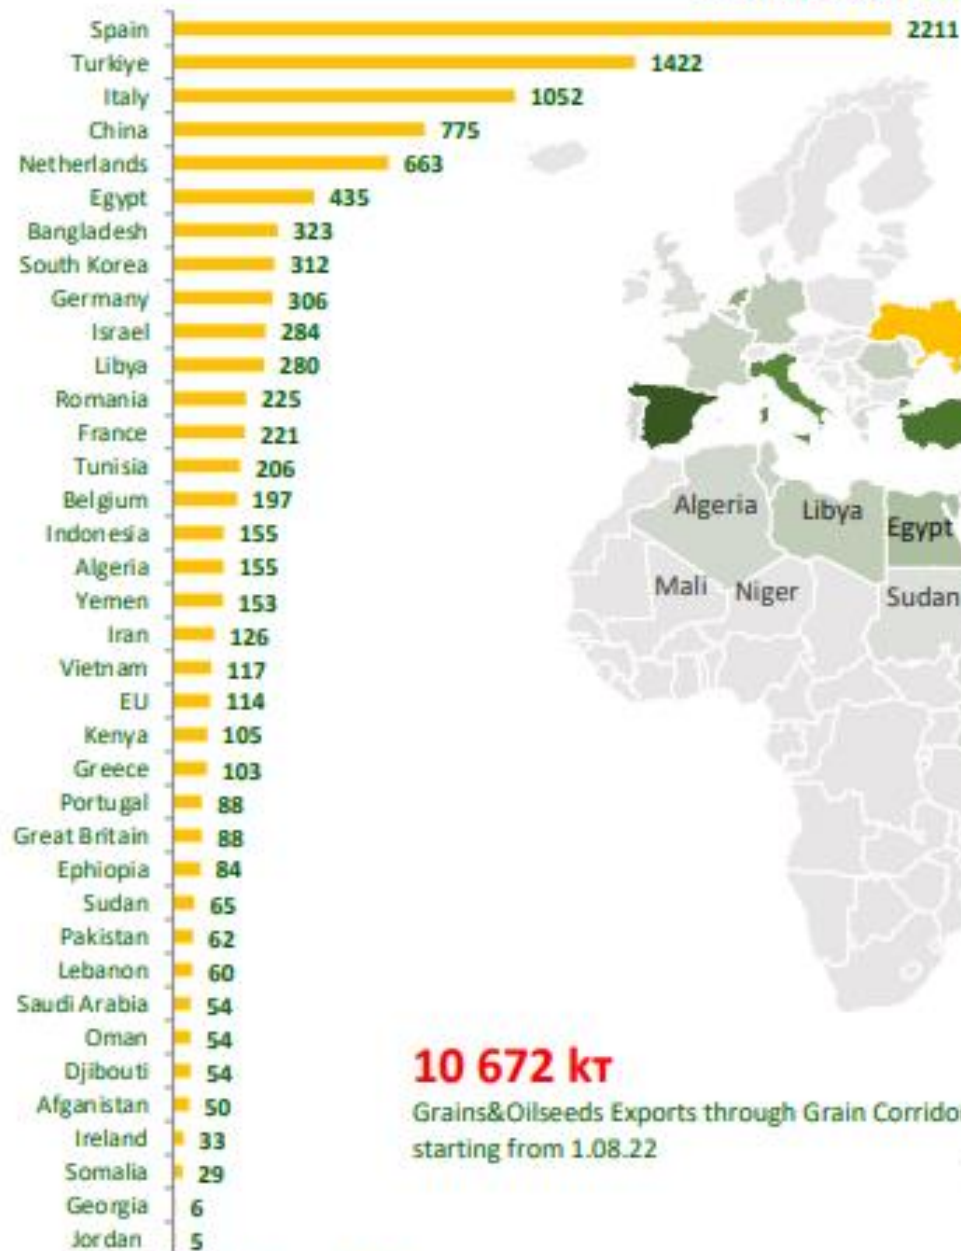 Spain 2211
Turkiye 1422
Italy 1052
China 775
Netherlands 663
Egypt 435
Bangladesh 323
South Korea 312
Germany 306
Israel 284
Libya 280
Romania 225
France 221
Tunisia 206
Belgium 197
Indonesia 155
Algeria 155
Yemen 153
Iran 126
Vietnam 117
EU 114
Kenya 105
Greece 103
Portugal 88
Great Britain 88
Ephiopia 84
Sudan 65
Pakistan 62
Lebanon 60
Saudi Arabia 54
Oman 54
Djibouti 54
Afganistan 50
Ireland 33
Somalia 29
Georgia 6
Jordan 5
Algeria
Libya
Egypt
Mali
Niger
Sudan
10 672 kт
Grains&Oilseeds Exports through Grain Corrido
starting from 1.08.22